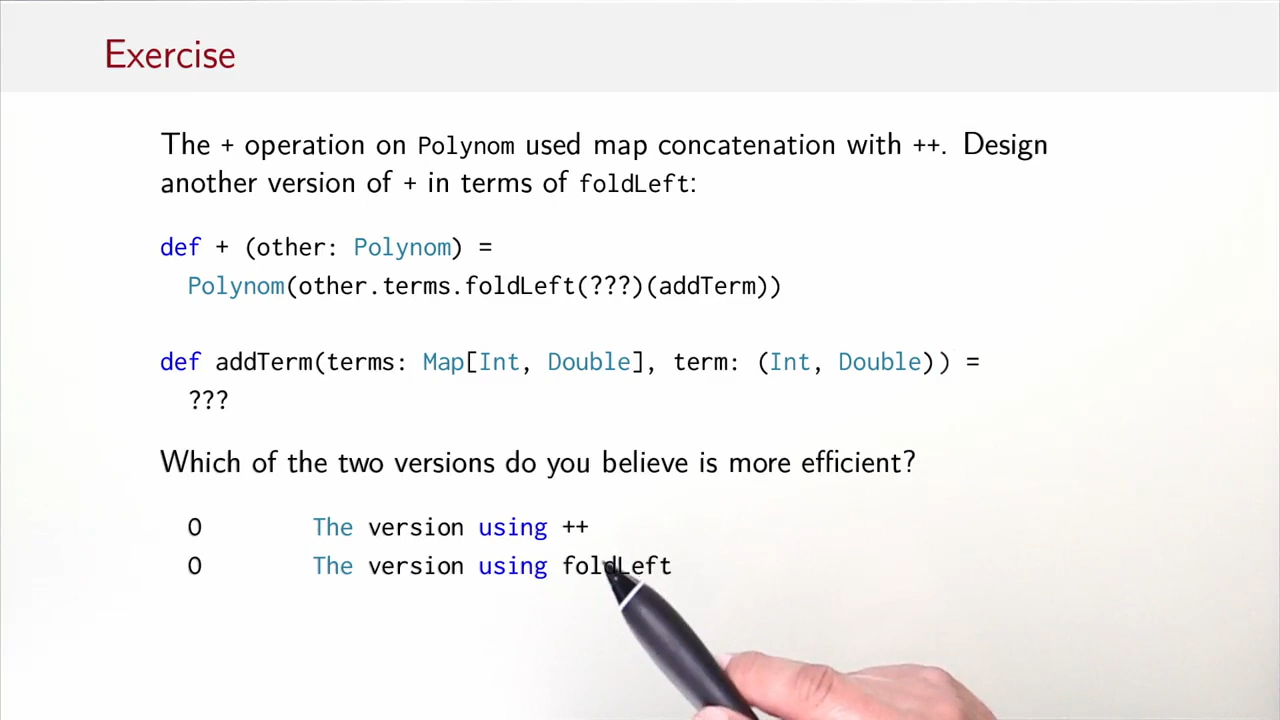 Exercise
The + operation on Polynom used map concatenation with ++. Design
another version of + in terms of foldLeft:
def + (other: Polynom) =
Polynom(other.terms.foldLeft(???)(addTerm))
def addTerm(terms: Map[Int, Double], term: (Int, Double)) =
???
Which of the two versions do you believe is more efficient?
O The version using ++
O The version using foldLeft